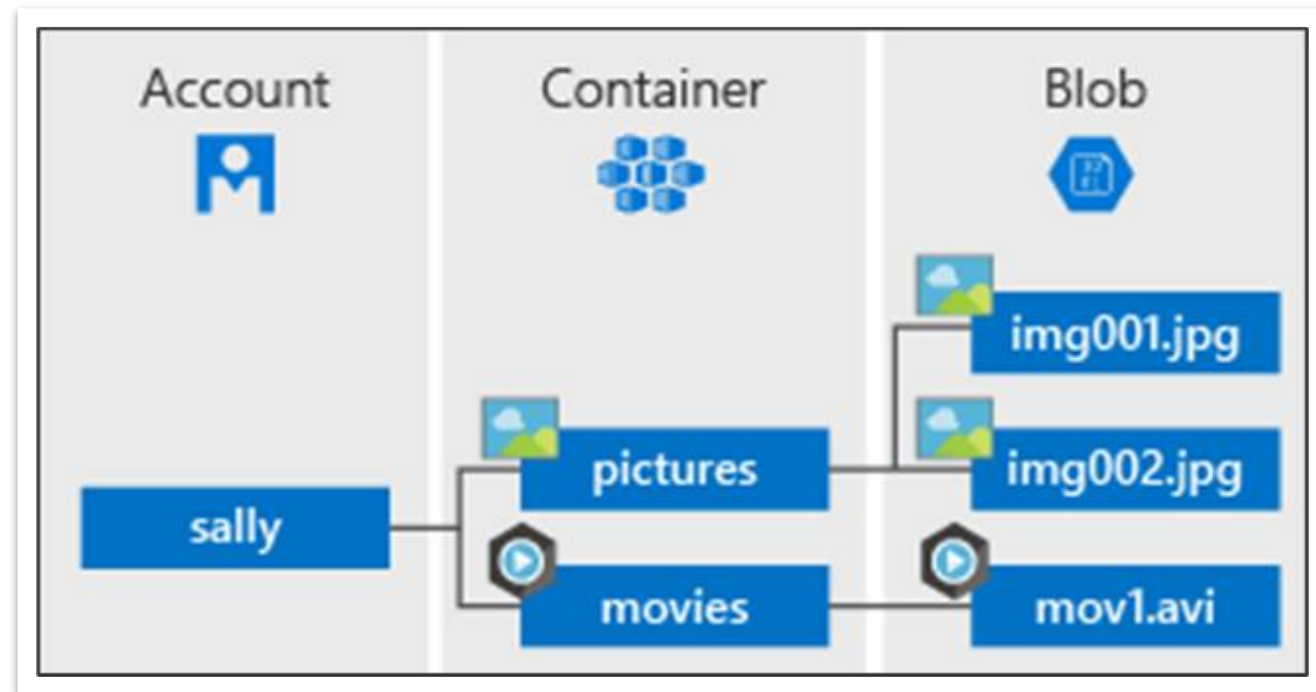 Account
Container
Blob
img001.jpg
pictures
img002.jpg
sally
movies
mov1.avi